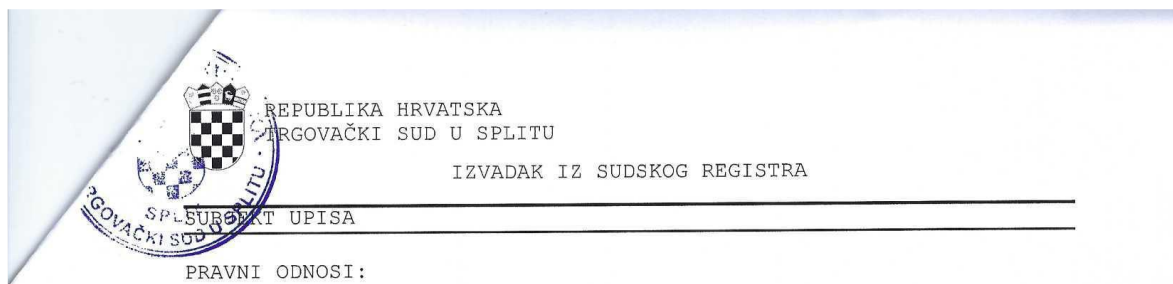 REPUBLIKA HRVATSKA
TRGOVAČKI SUD U SPLITU
IZVADAK IZ SUDSKOG REGISTRA
SUBJEKT UPISA
PRAVNI ODNOSI: